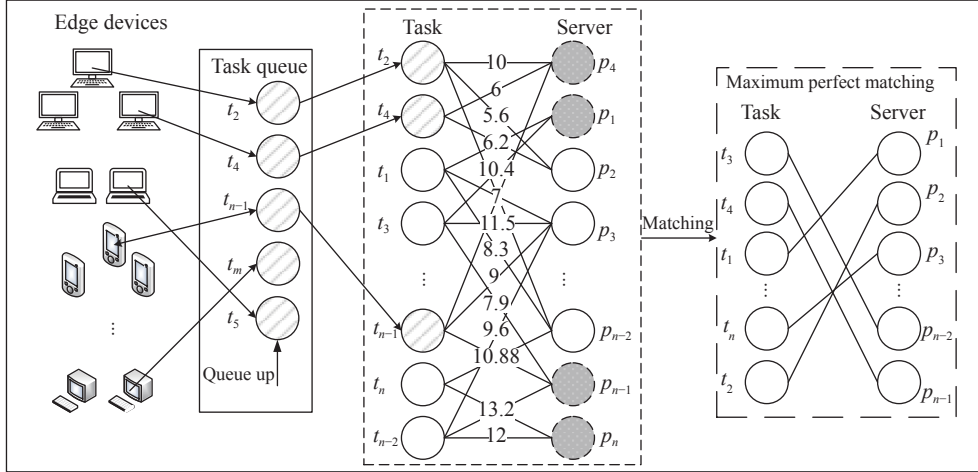 Edge devices
Task queue
t2
t4
tn−1
tm
t5
Queue up
⋮
Task
Server
t2
t4
t1
t3
⋮
tn−1
tn
tn−2
10
6
5.6
6.2
10.4
7
11.5
8.3
9
7.9
9.6
10.88
13.2
12
p4
p1
p2
p3
⋮
pn−2
pn−1
pn
Matching
Maximum perfect matching
Task
Server
t3
t4
t1
⋮
tn
t2
p1
p2
p3
⋮
pn−2
pn−1